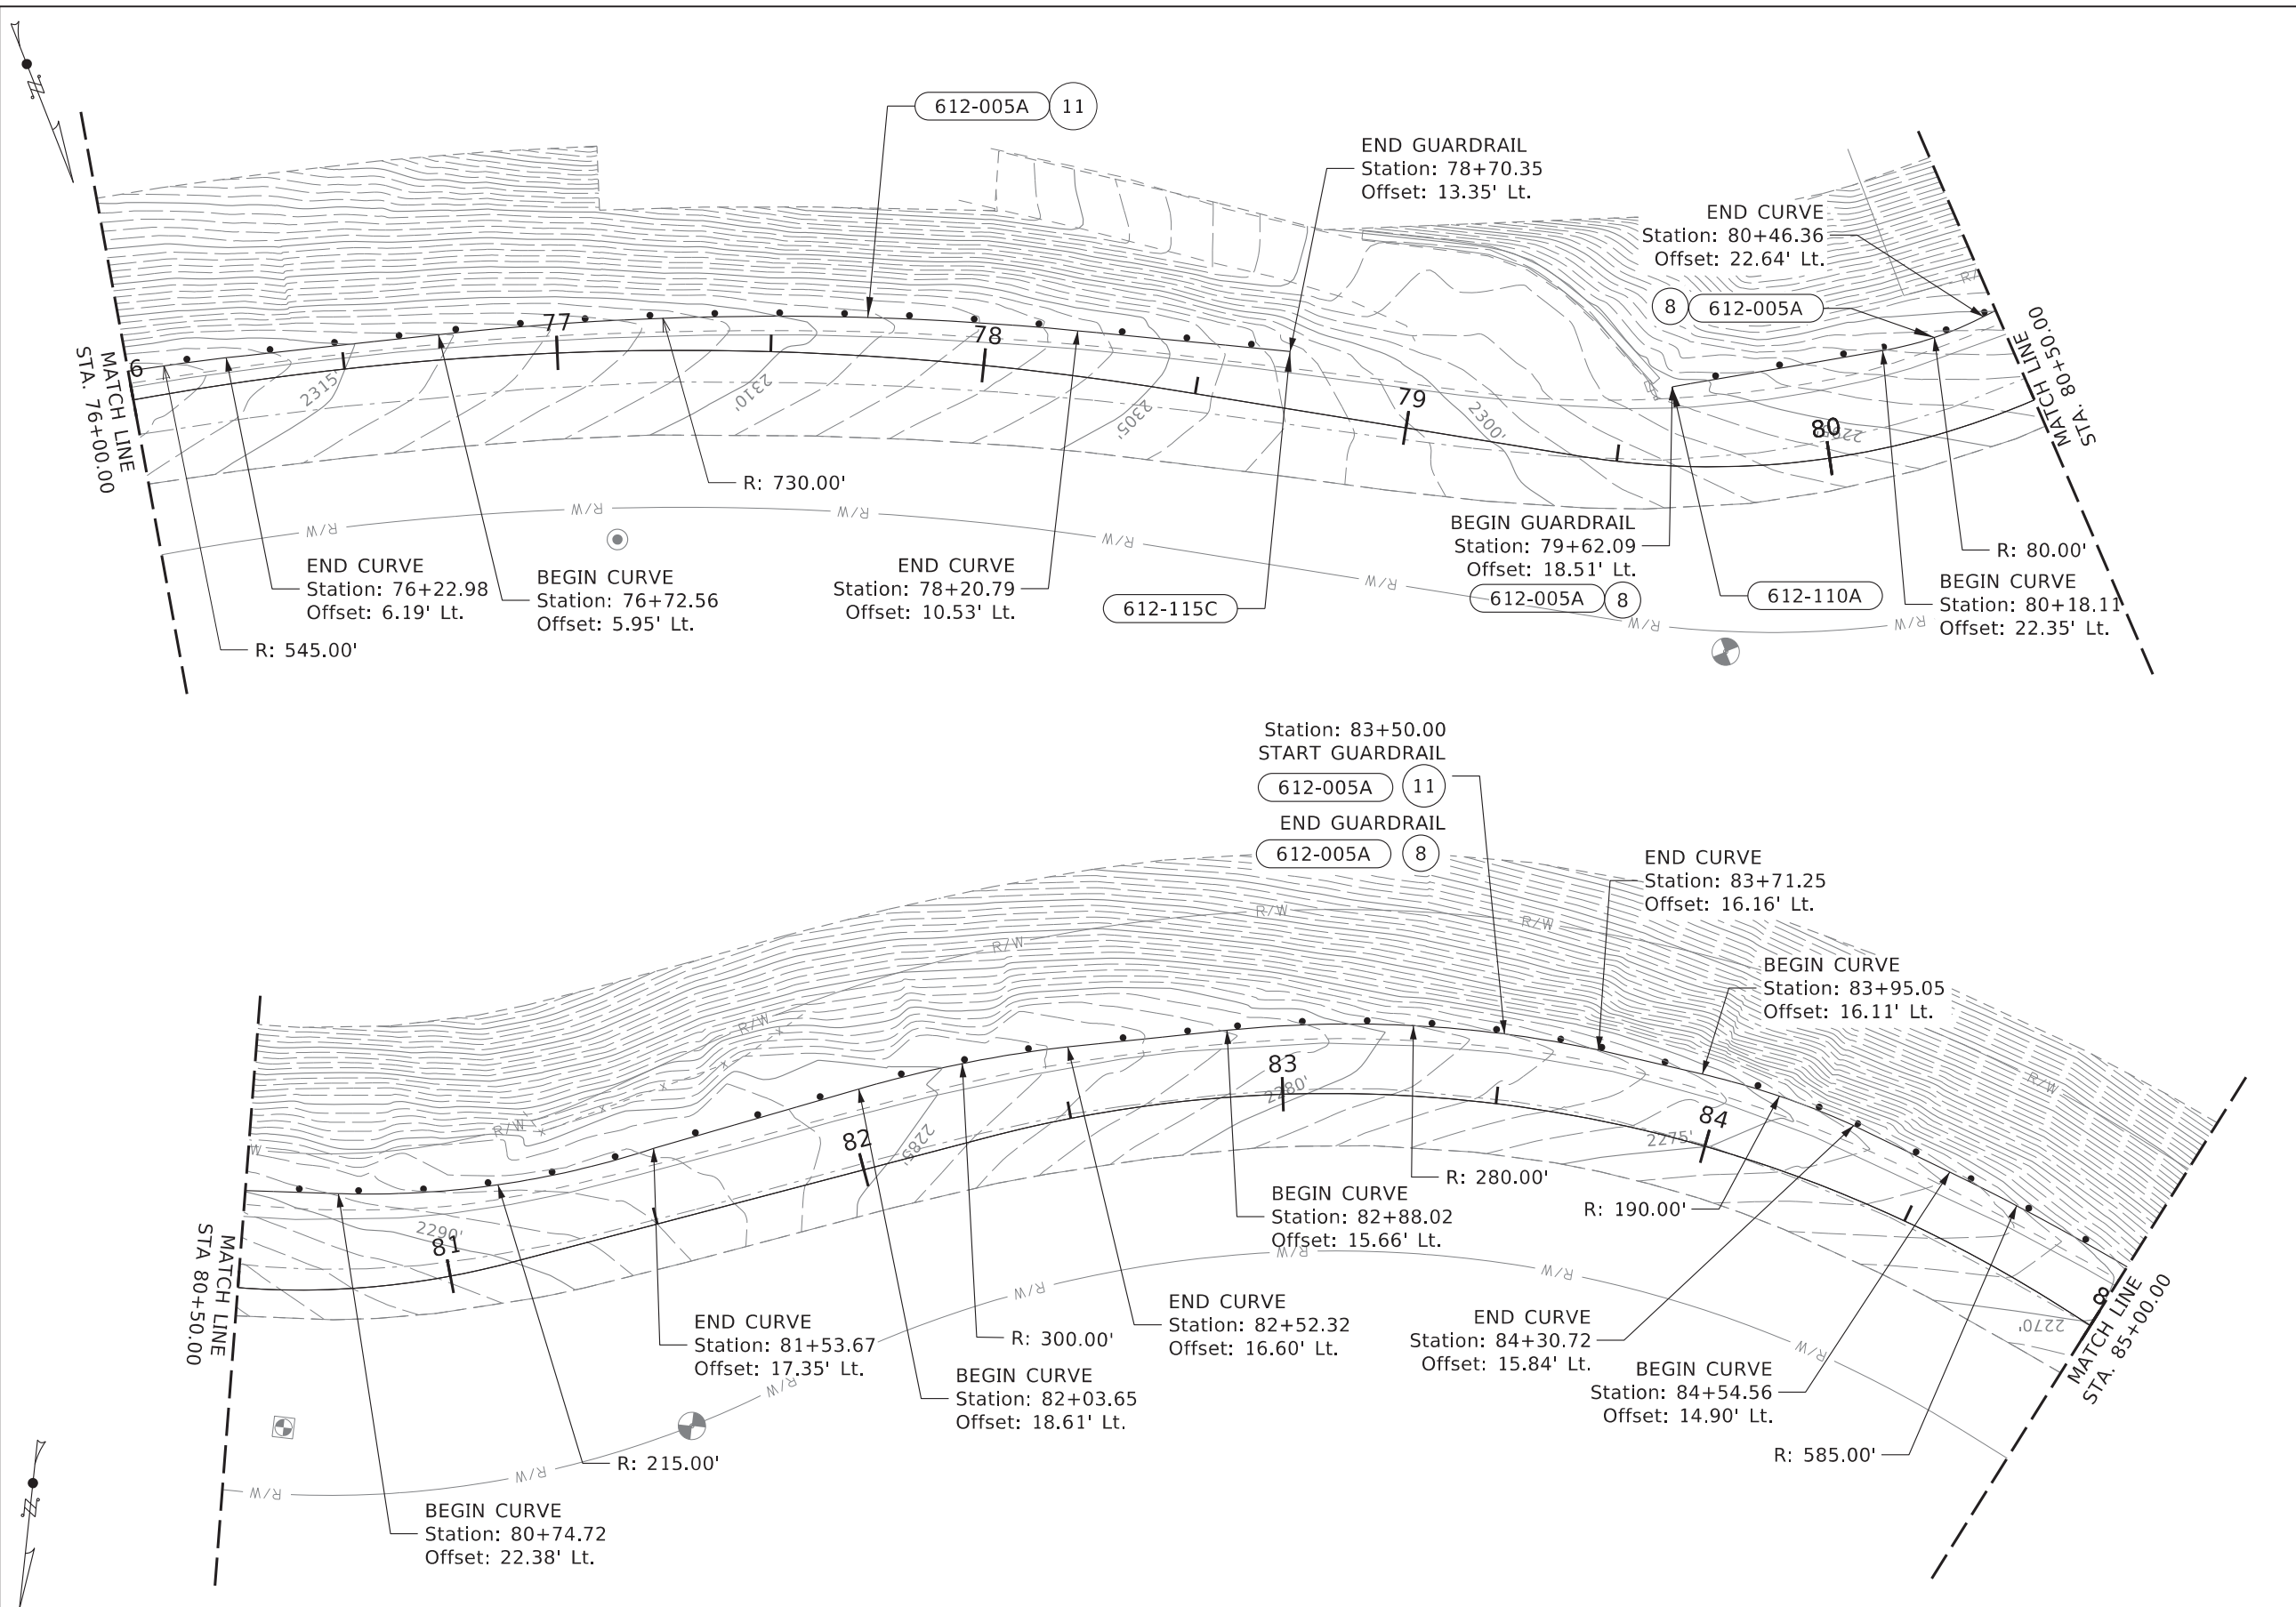 612-005A 11
END GUARDRAIL
Station: 78+70.35
Offset: 13.35' Lt.
END CURVE
Station: 80+46.36
Offset: 22.64' Lt.
8 612-005A
MATCH LINE
STA. 76+00.00
6
77
78
79
80
2315'
2310'
2305'
2300'
R/
MATCH LINE
STA. 80+50.00
R: 730.00'
R/W
R/W
R/W
R/W
R/W
R/W
R/W
END CURVE
Station: 76+22.98
Offset: 6.19' Lt.
R: 545.00'
BEGIN CURVE
Station: 76+72.56
Offset: 5.95' Lt.
END CURVE
Station: 78+20.79
Offset: 10.53' Lt.
612-115C
BEGIN GUARDRAIL
Station: 79+62.09
Offset: 18.51' Lt.
612-005A 8
612-110A
R: 80.00'
BEGIN CURVE
Station: 80+18.11
Offset: 22.35' Lt.
Station: 83+50.00
START GUARDRAIL
612-005A 11
END GUARDRAIL
612-005A 8
END CURVE
Station: 83+71.25
Offset: 16.16' Lt.
BEGIN CURVE
Station: 83+95.05
Offset: 16.11' Lt.
R/W
R/W
R/W
R/W
R/W
R/W
W
MATCH LINE
STA 80+50.00
81
82
83
84
8
2290'
2285'
2280'
2275'
2270'
MATCH LINE
STA. 85+00.00
R: 280.00'
BEGIN CURVE
Station: 82+88.02
Offset: 15.66' Lt.
R: 190.00'
R/W
R/W
R/W
R/W
R/W
R/W
R/W
END CURVE
Station: 81+53.67
Offset: 17.35' Lt.
R: 300.00'
END CURVE
Station: 82+52.32
Offset: 16.60' Lt.
BEGIN CURVE
Station: 82+03.65
Offset: 18.61' Lt.
END CURVE
Station: 84+30.72
Offset: 15.84' Lt.
BEGIN CURVE
Station: 84+54.56
Offset: 14.90' Lt.
R: 585.00'
R: 215.00'
BEGIN CURVE
Station: 80+74.72
Offset: 22.38' Lt.
N
N